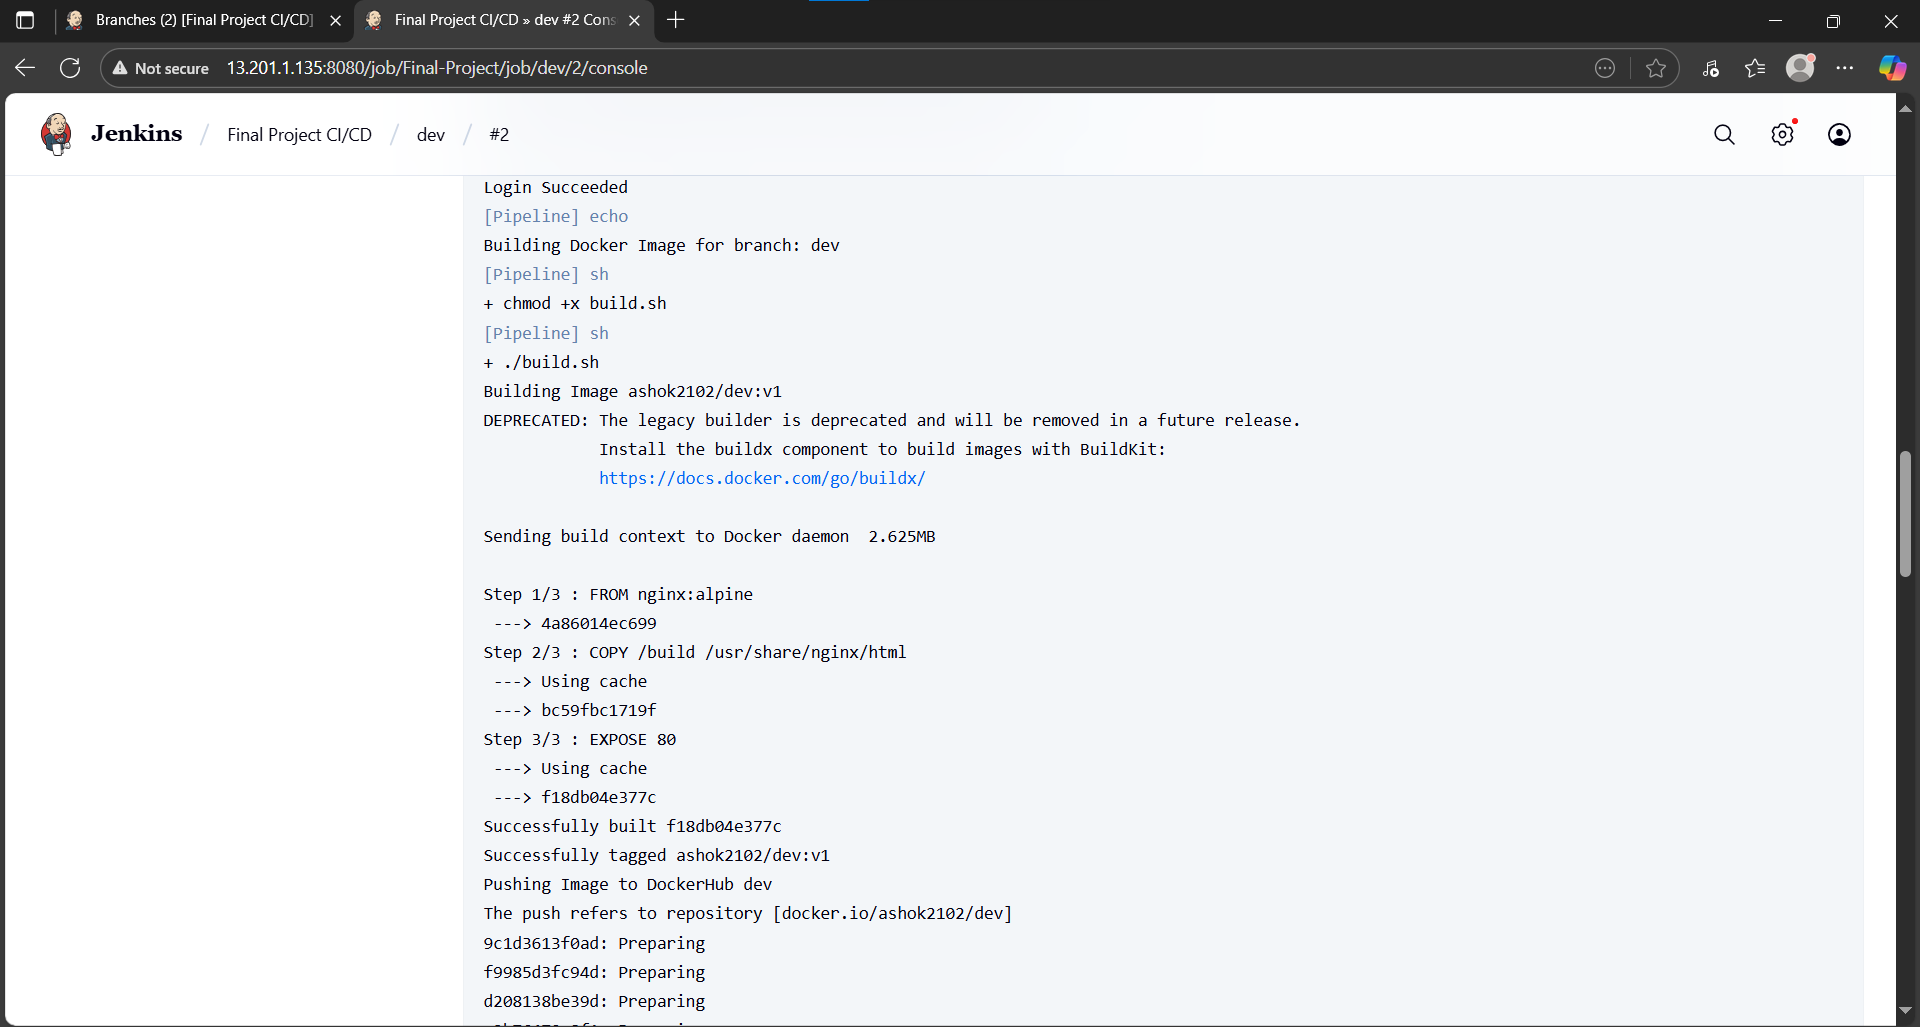 Branches (2) [Final Project CI/CD]
Final Project CI/CD » dev #2 Cons
Not secure 13.201.1.135:8080/job/Final-Project/job/dev/2/console
Jenkins / Final Project CI/CD / dev / #2
Login Succeeded
[Pipeline] echo
Building Docker Image for branch: dev
[Pipeline] sh
+ chmod +x build.sh
[Pipeline] sh
+ ./build.sh
Building Image ashok2102/dev:v1
DEPRECATED: The legacy builder is deprecated and will be removed in a future release.
Install the buildx component to build images with BuildKit:
https://docs.docker.com/go/buildx/
Sending build context to Docker daemon 2.625MB
Step 1/3 : FROM nginx:alpine
---> 4a86014ec699
Step 2/3 : COPY /build /usr/share/nginx/html
---> Using cache
---> bc59fbc1719f
Step 3/3 : EXPOSE 80
---> Using cache
---> f18db04e377c
Successfully built f18db04e377c
Successfully tagged ashok2102/dev:v1
Pushing Image to DockerHub dev
The push refers to repository [docker.io/ashok2102/dev]
9c1d3613f0ad: Preparing
f9985d3fc94d: Preparing
d208138be39d: Preparing